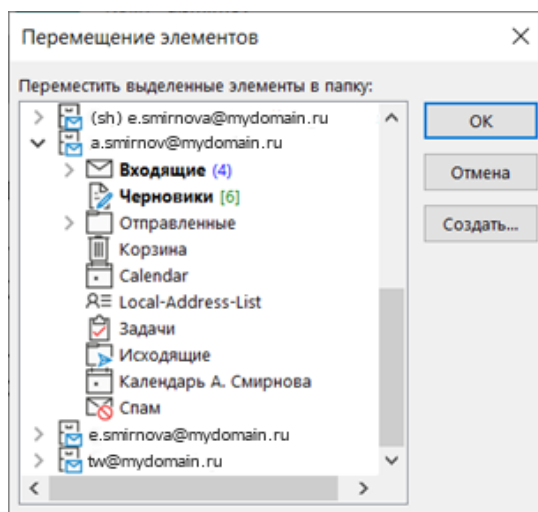 Перемещение элементов
Переместить выделенные элементы в папку:
(sh) e.smirnova@mydomain.ru
a.smirnov@mydomain.ru
Входящие (4)
Черновики [6]
Отправленные
Корзина
Calendar
Local-Address-List
Задачи
Исходящие
Календарь А. Смирнова
Спам
e.smirnova@mydomain.ru
tw@mydomain.ru
ОК
Отмена
Создать...